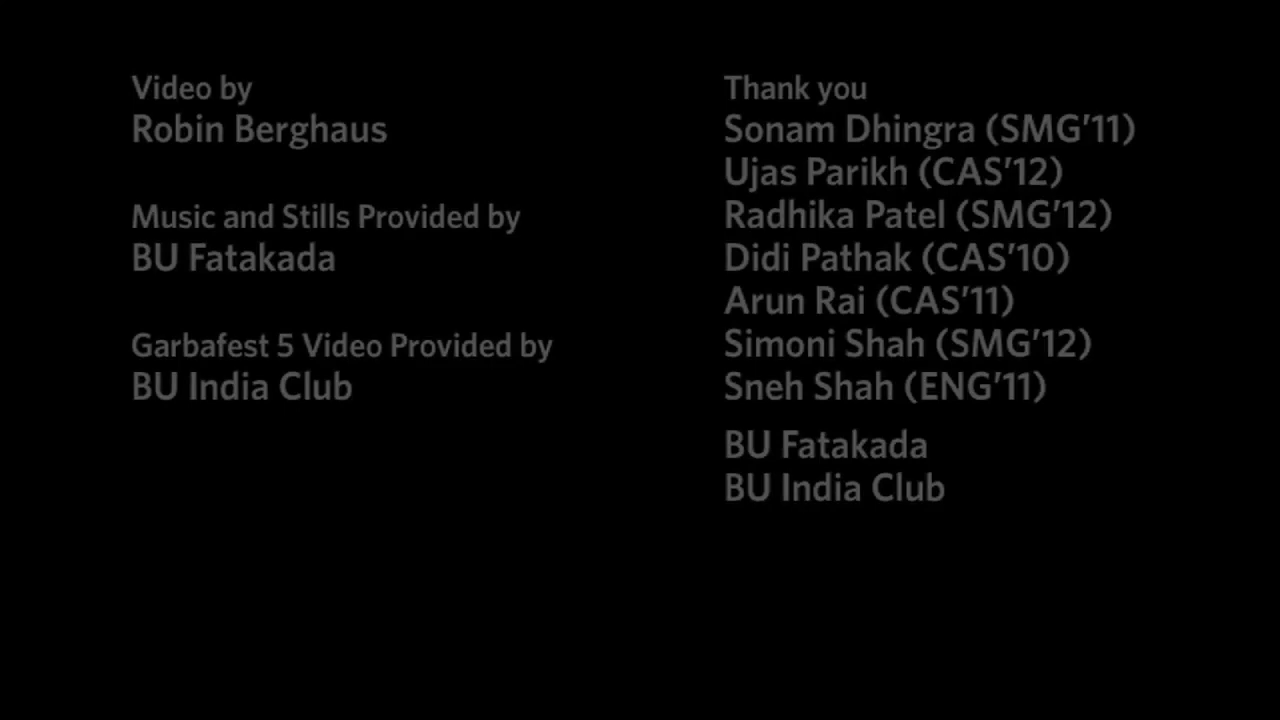 Video by
Robin Berghaus
Music and Stills Provided by
BU Fatakada
Garbafest 5 Video Provided by
BU India Club
Thank you
Sonam Dhingra (SMG'11)
Ujas Parikh (CAS'12)
Radhika Patel (SMG'12)
Didi Pathak (CAS'10)
Arun Rai (CAS'11)
Simoni Shah (SMG'12)
Sneh Shah (ENG'11)
BU Fatakada
BU India Club